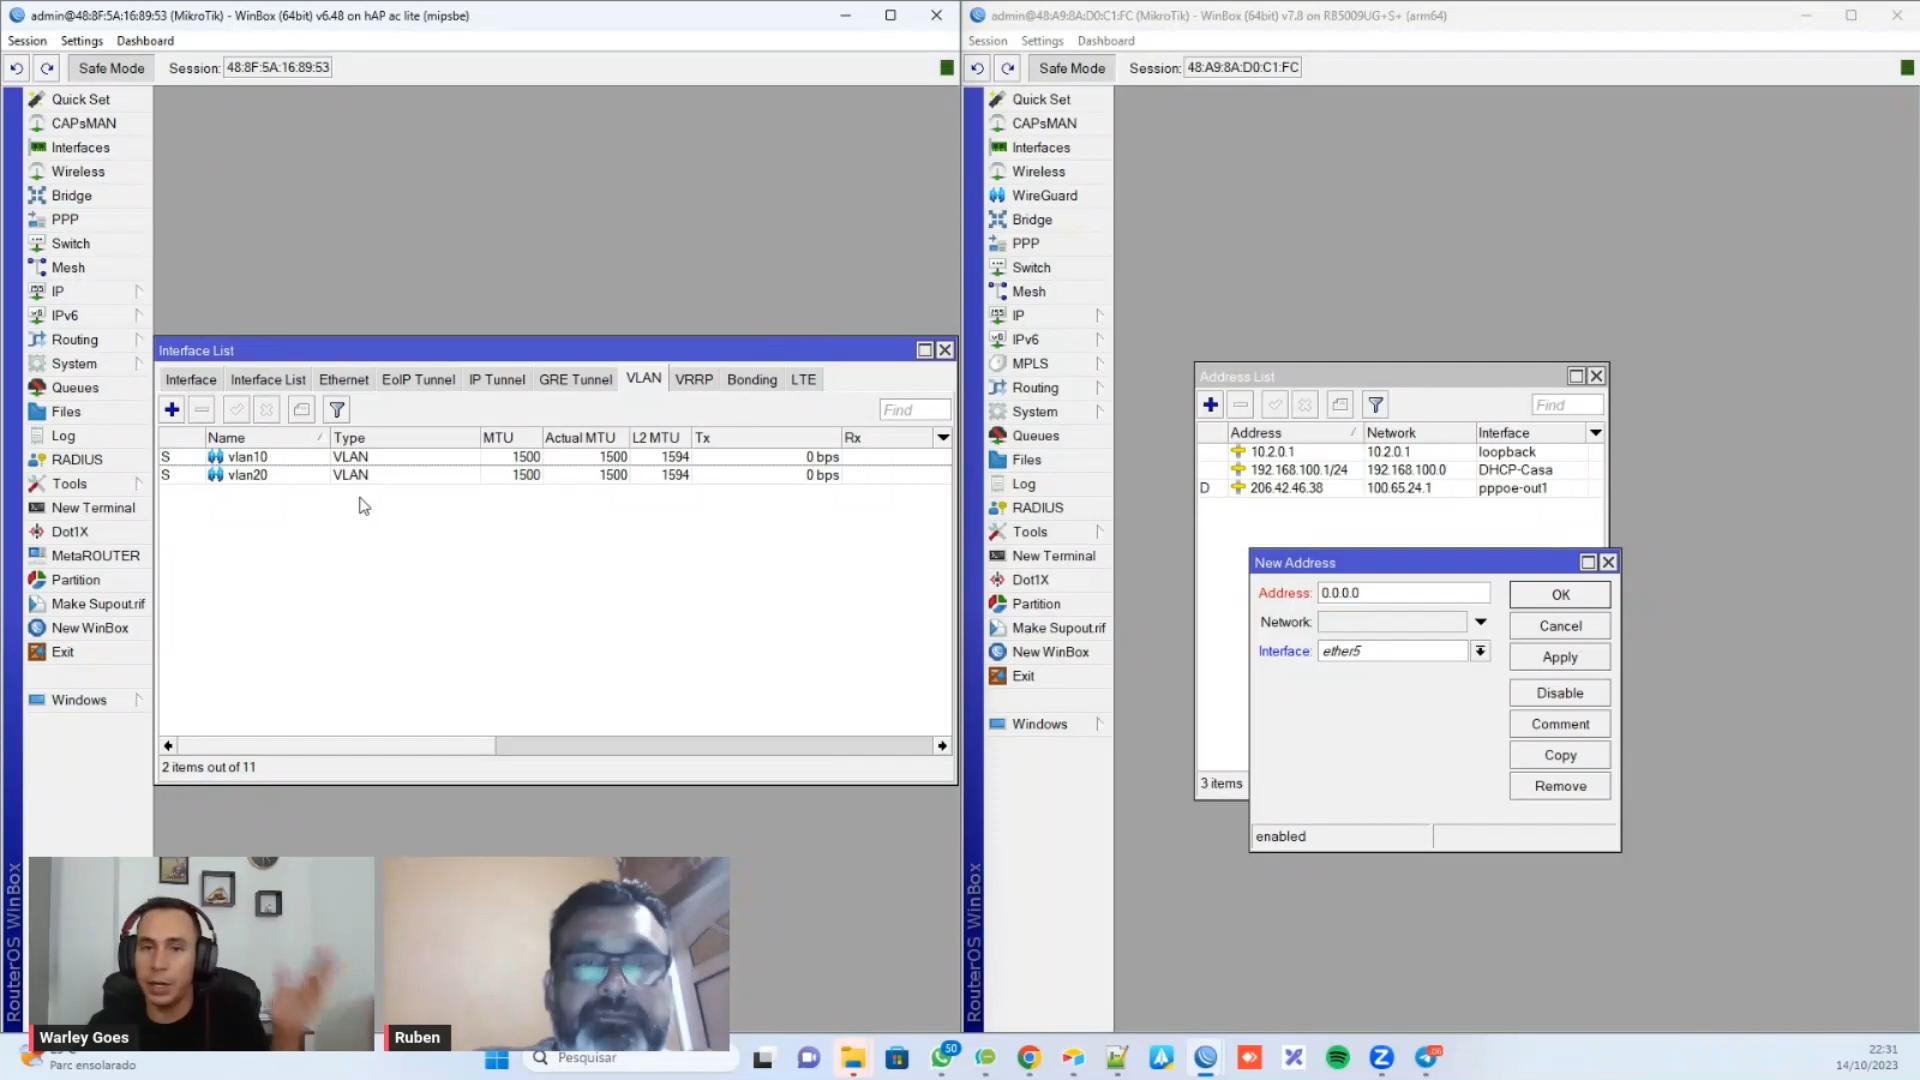 admin@48:8F:5A:16:89:53 (MikroTik) - WinBox (64bit) v6.48 on hAP ac lite (mipsbe)
Session Settings Dashboard
Safe Mode Session: 48:8F:5A:16:89:53
Quick Set
CAPsMAN
Interfaces
Wireless
Bridge
PPP
Switch
Mesh
IP
IPv6
Routing
System
Queues
Files
Log
RADIUS
Tools
New Terminal
Dot1X
MetaROUTER
Partition
Make Supout.rif
New WinBox
Exit
Windows
RouterOS WinBox
Interface List
Interface Interface List Ethernet EoIP Tunnel IP Tunnel GRE Tunnel VLAN VRRP Bonding LTE
Find
Name Type MTU Actual MTU L2 MTU Tx Rx
S vlan10 VLAN 1500 1500 1594 0 bps
S vlan20 VLAN 1500 1500 1594 0 bps
2 items out of 11
admin@48:A9:8A:D0:C1:FC (MikroTik) - WinBox (64bit) v7.8 on RB5009UG+S+ (arm64)
Session Settings Dashboard
Safe Mode Session: 48:A9:8A:D0:C1:FC
Quick Set
CAPsMAN
Interfaces
Wireless
WireGuard
Bridge
PPP
Switch
Mesh
IP
IPv6
MPLS
Routing
System
Queues
Files
Log
RADIUS
Tools
New Terminal
Dot1X
Partition
Make Supout.rif
New WinBox
Exit
Windows
RouterOS WinBox
Address List
Find
Address Network Interface
10.2.0.1 10.2.0.1 loopback
192.168.100.1/24 192.168.100.0 DHCP-Casa
D 206.42.46.38 100.65.24.1 pppoe-out1
3 items
New Address
Address: 0.0.0.0
Network:
Interface: ether5
OK
Cancel
Apply
Disable
Comment
Copy
Remove
enabled
Warley Goes
Ruben
Parc ensolarado
Pesquisar
50
22:31
14/10/2023